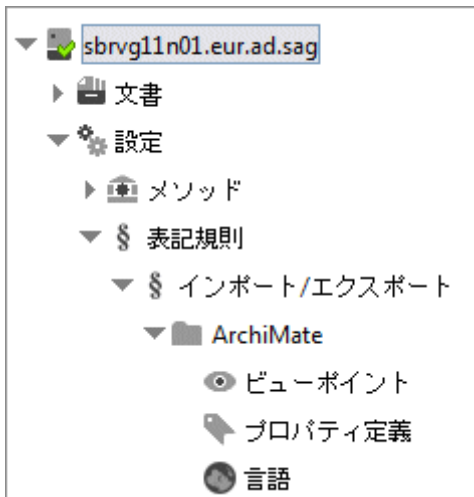 sbrvg11n01.eur.ad.sag
文書
設定
メソッド
§ 表記規則
§ インポート/エクスポート
ArchiMate
ビューポイント
プロパティ定義
言語